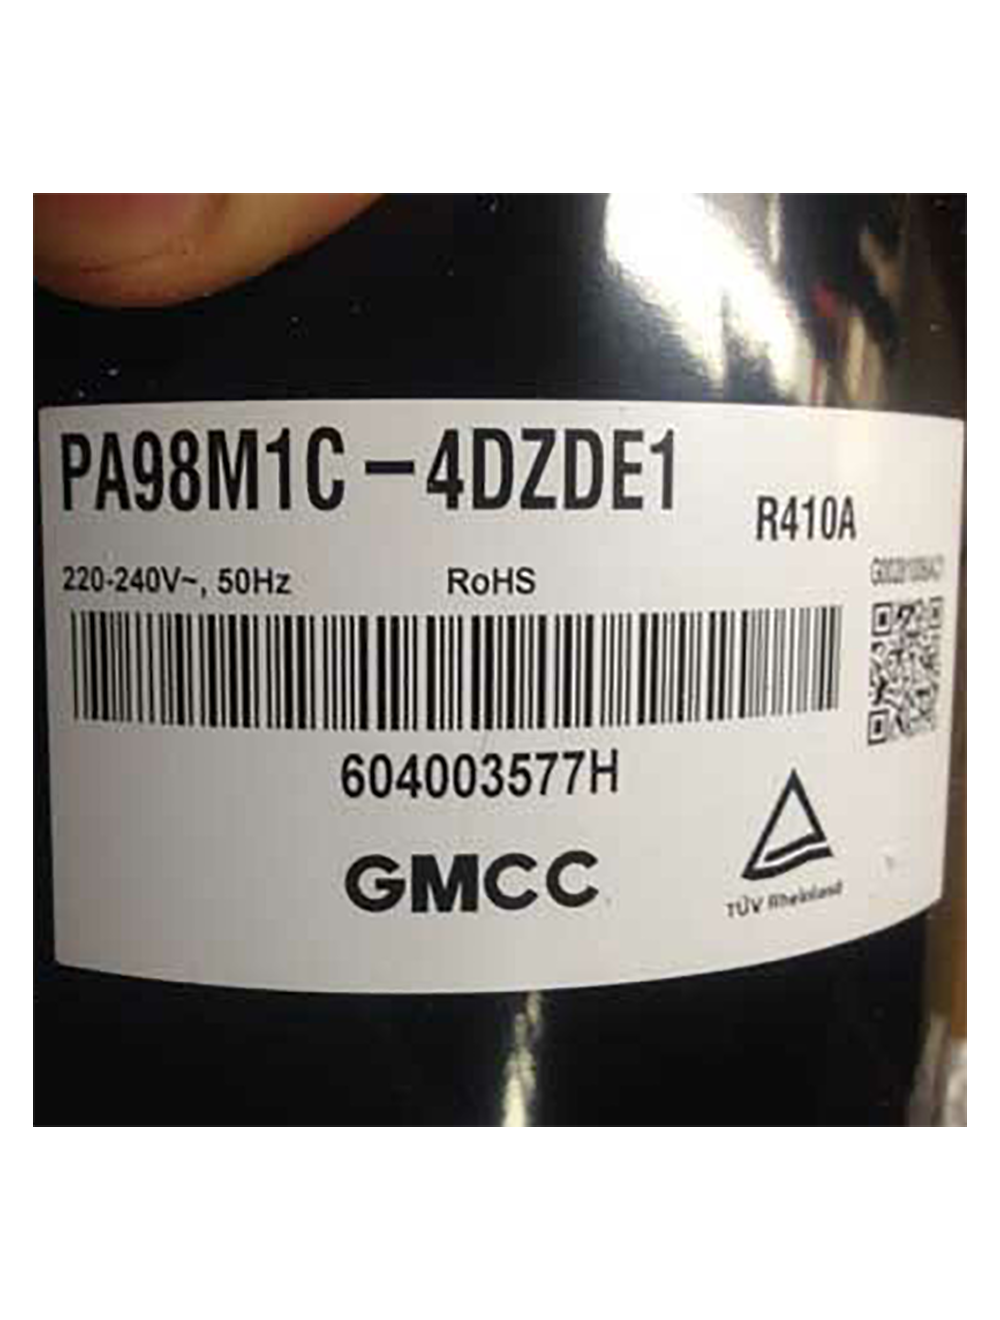 PA98M1C-4DZDE1
R410A
220-240V~, 50Hz RoHS
604003577H
GMCC
TÜV Rheinland